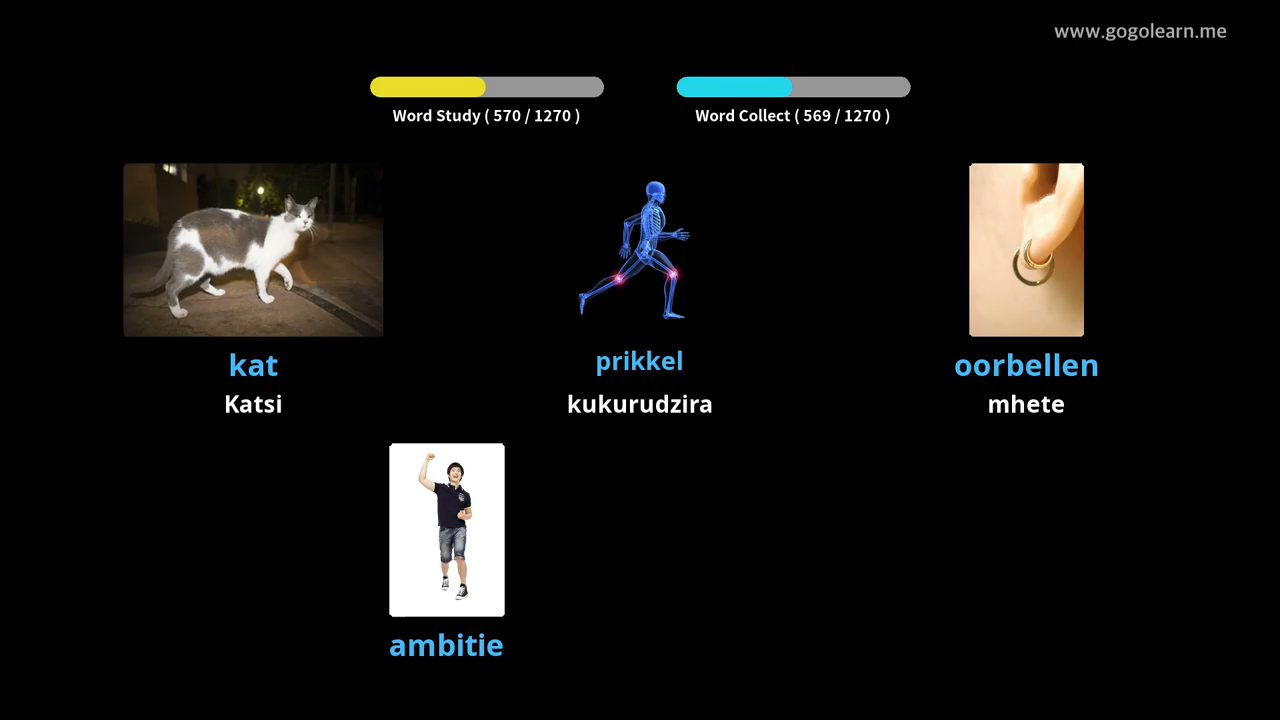 www.gogolearn.me
Word Study ( 570 / 1270 )
Word Collect ( 569 / 1270 )
kat
Katsi
prikkel
kukurudzira
oorbellen
mhete
ambitie